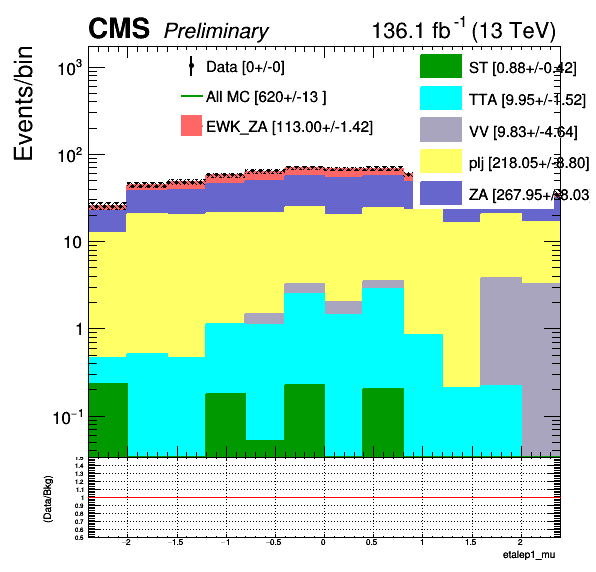 CMS Preliminary 136.1 fb⁻¹ (13 TeV)
Events/bin
10³
10²
10
1
10⁻¹
Data [0+/-0]
All MC [620+/-13 ]
EWK_ZA [113.00+/-1.42]
ST [0.88+/-0.42]
TTA [9.95+/-1.52]
VV [9.83+/-4.64]
plj [218.05+/-8.80]
ZA [267.95+/-8.03
(Data/Bkg)
1.5
1.4
1.3
1.2
1.1
1
0.9
0.8
0.7
0.6
0.5
−2 −1.5 −1 −0.5 0 0.5 1 1.5 2
etalep1_mu